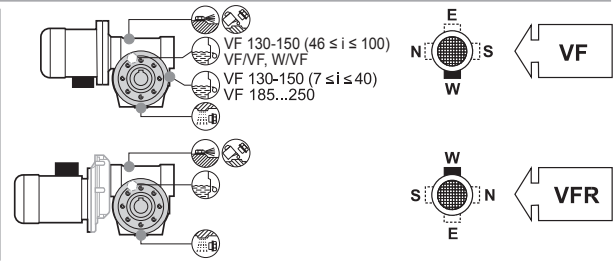 VF 130-150 (46 ≤ i ≤ 100)
VF/VF, W/VF
VF 130-150 (7 ≤ i ≤ 40)
VF 185...250
E
N S
W
VF
W
S N
E
VFR